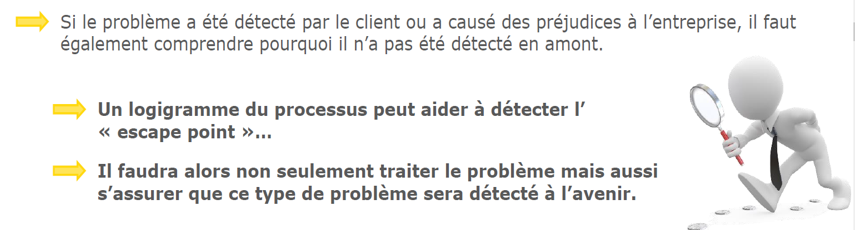 Si le problème a été détecté par le client ou a causé des préjudices à l’entreprise, il faut
également comprendre pourquoi il n’a pas été détecté en amont.
Un logigramme du processus peut aider à détecter l’
« escape point »...
Il faudra alors non seulement traiter le problème mais aussi
s’assurer que ce type de problème sera détecté à l’avenir.